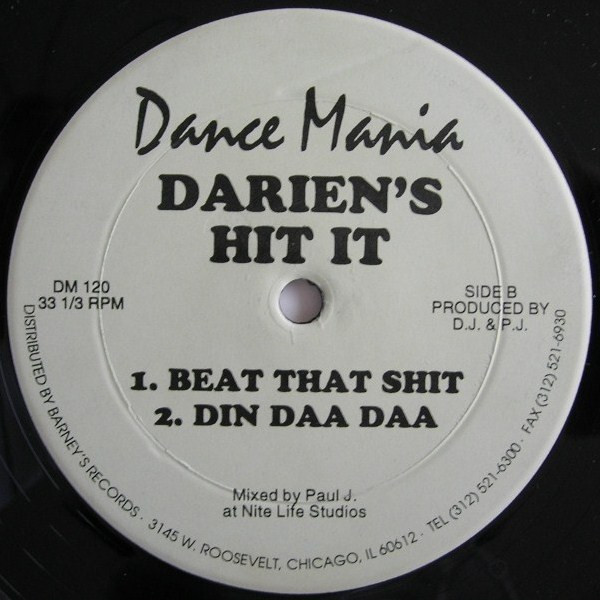 Dance Mania
DARIEN'S
HIT IT
DM 120
33 1/3 RPM
SIDE B
PRODUCED BY
D.J. & P.J.
1. BEAT THAT SHIT
2. DIN DAA DAA
Mixed by Paul J.
at Nite Life Studios
DISTRIBUTED BY BARNEY'S RECORDS · 3145 W. ROOSEVELT, CHICAGO, IL 60612 · TEL (312) 521-6300 · FAX (312) 521-6930